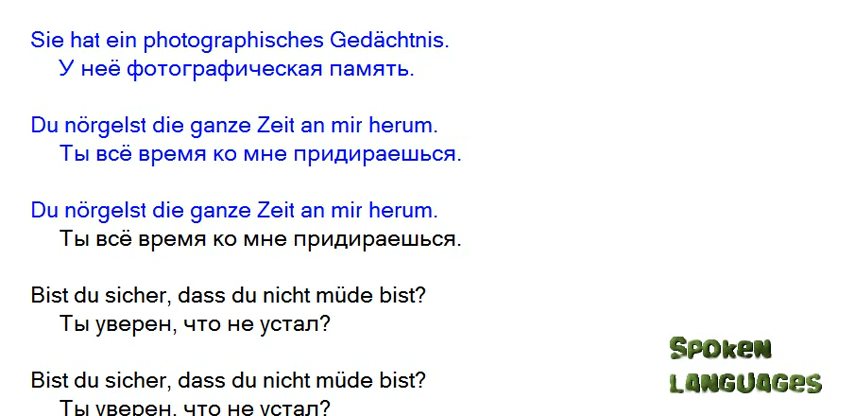 Sie hat ein photographisches Gedächtnis.
У неё фотографическая память.
Du nörgelst die ganze Zeit an mir herum.
Ты всё время ко мне придираешься.
Du nörgelst die ganze Zeit an mir herum.
Ты всё время ко мне придираешься.
Bist du sicher, dass du nicht müde bist?
Ты уверен, что не устал?
Bist du sicher, dass du nicht müde bist?
Ты уверен, что не устал?
Spoken
Languages